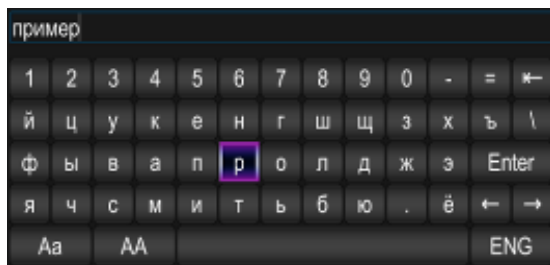 пример
1 2 3 4 5 6 7 8 9 0 - = ⇤
й ц у к е н г ш щ з х ъ \
ф ы в а п р о л д ж э Enter
я ч с м и т ь б ю . ё ← →
Aa AA ENG